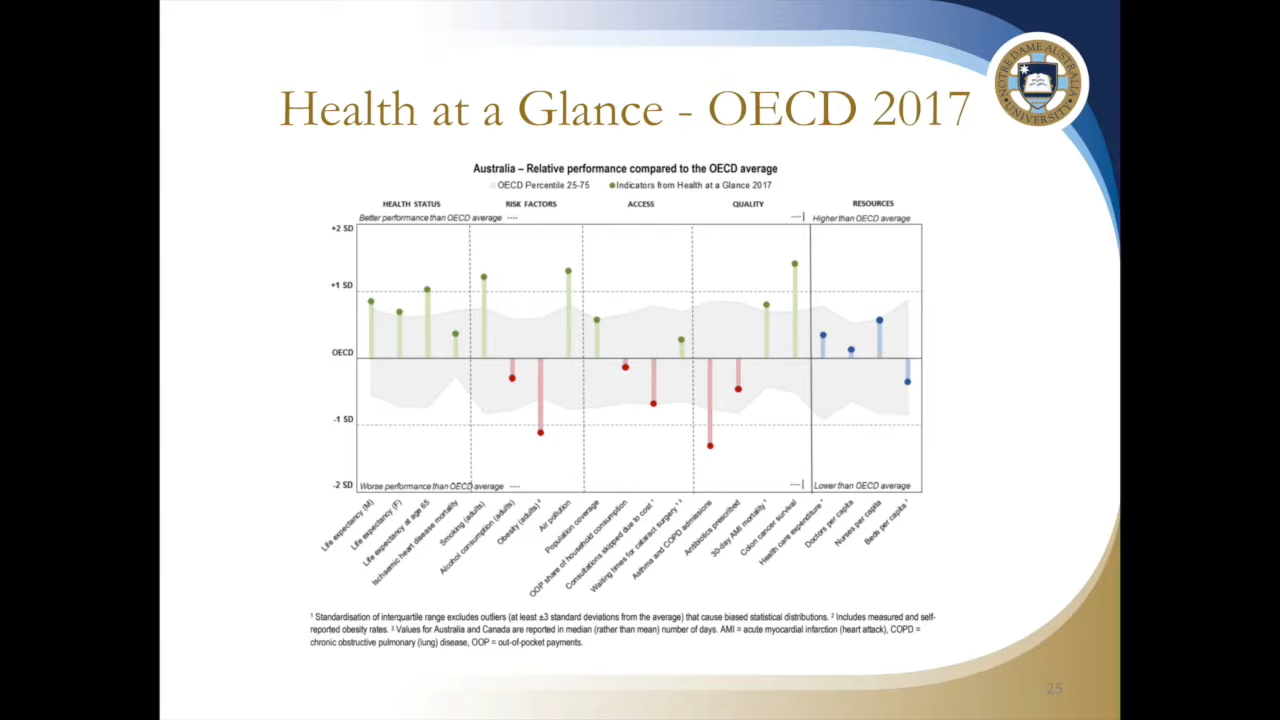 Health at a Glance - OECD 2017
NOTRE DAME AUSTRALIA
UNIVERSITY
Australia – Relative performance compared to the OECD average
OECD Percentile 25-75
Indicators from Health at a Glance 2017
HEALTH STATUS
RISK FACTORS
ACCESS
QUALITY
RESOURCES
Better performance than OECD average
Higher than OECD average
+2 SD
+1 SD
OECD
-1 SD
-2 SD
Worse performance than OECD average
Lower than OECD average
Life expectancy (M)
Life expectancy (F)
Life expectancy at age 65
Ischaemic heart disease mortality
Smoking (adults)
Alcohol consumption (adults)
Obesity (adults) ²
Air pollution
Population coverage
OOP share of household consumption
Consultations skipped due to cost ¹
Waiting times for cataract surgery ¹ ³
Asthma and COPD admissions
Antibiotics prescribed
30-day AMI mortality ¹
Colon cancer survival
Health care expenditure ¹
Doctors per capita
Nurses per capita
Beds per capita ¹
¹ Standardisation of interquartile range excludes outliers (at least ±3 standard deviations from the average) that cause biased statistical distributions. ² Includes measured and self-
reported obesity rates. ³ Values for Australia and Canada are reported in median (rather than mean) number of days. AMI = acute myocardial infarction (heart attack), COPD =
chronic obstructive pulmonary (lung) disease, OOP = out-of-pocket payments.
25